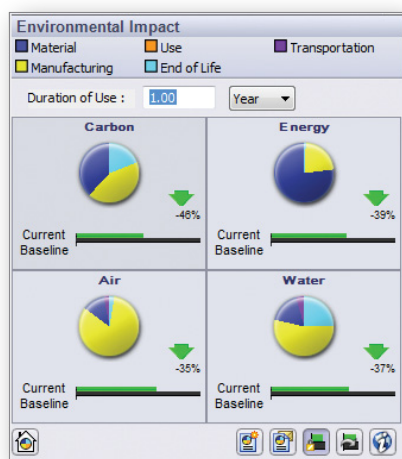 Environmental Impact
Material Use Transportation
Manufacturing End of Life
Duration of Use : 1.00 Year
Carbon Energy
-46% -39%
Current Current
Baseline Baseline
Air Water
-35% -37%
Current Current
Baseline Baseline